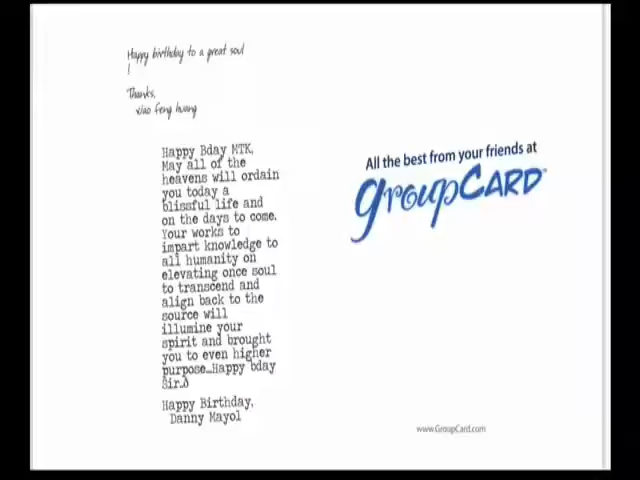 Happy birthday to a great soul
!
Thanks,
xiao feng huang
Happy Bday MTK,
May all of the
heavens will ordain
you today a
blissful life and
on the days to come.
Your works to
impart knowledge to
all humanity on
elevating once soul
to transcend and
align back to the
source will
illumine your
spirit and brought
you to even higher
purpose...Happy bday
Sir.
Happy Birthday,
Danny Mayol
All the best from your friends at
groupCARD
www.GroupCard.com